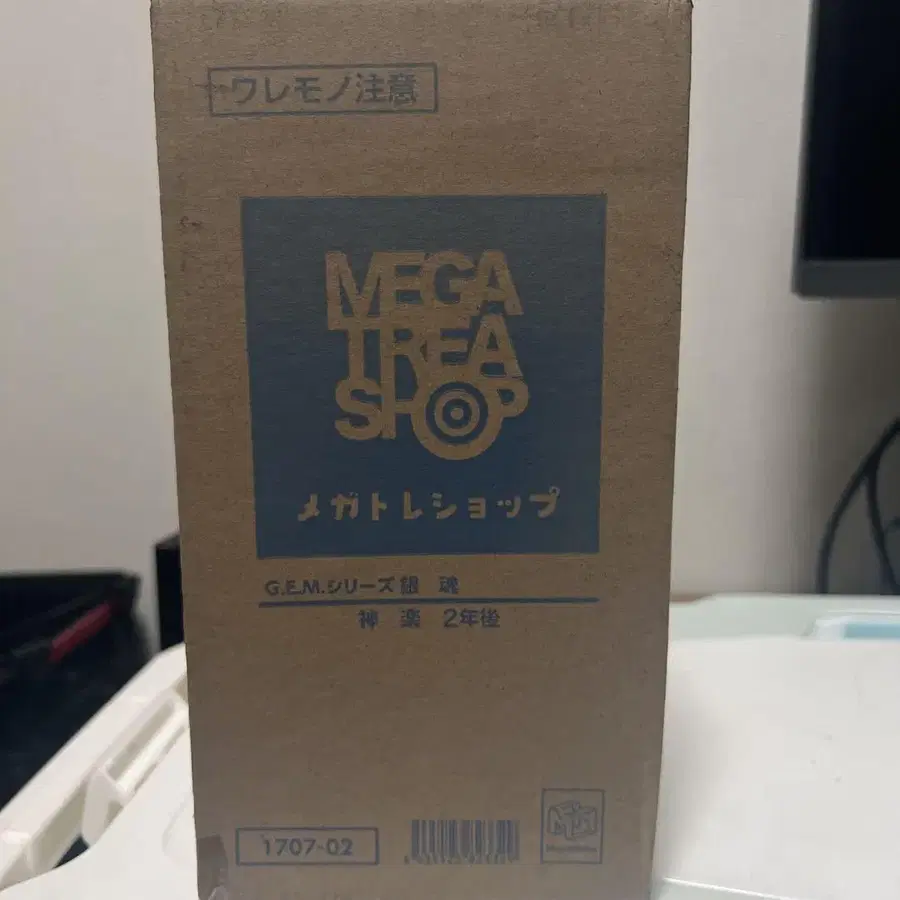 ワレモノ注意
MEGA
TREA
SHOP
メガトレショップ
G.E.M.シリーズ 銀 魂
神 楽 2年後
1707-02